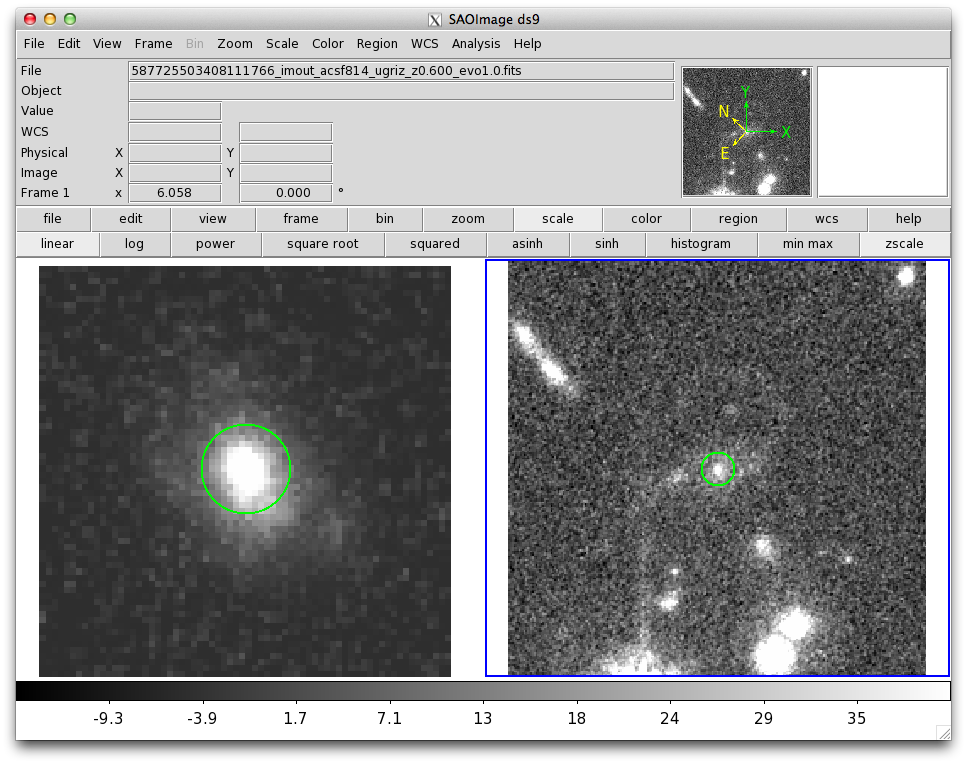 SAOImage ds9
File Edit View Frame Bin Zoom Scale Color Region WCS Analysis Help
File 587725503408111766_imout_acsf814_ugriz_z0.600_evo1.0.fits
Object
Value
WCS
Physical X Y
Image X Y
Frame 1 x 6.058 0.000 °
Y
N
X
E
file edit view frame bin zoom scale color region wcs help
linear log power square root squared asinh sinh histogram min max zscale
-9.3 -3.9 1.7 7.1 13 18 24 29 35